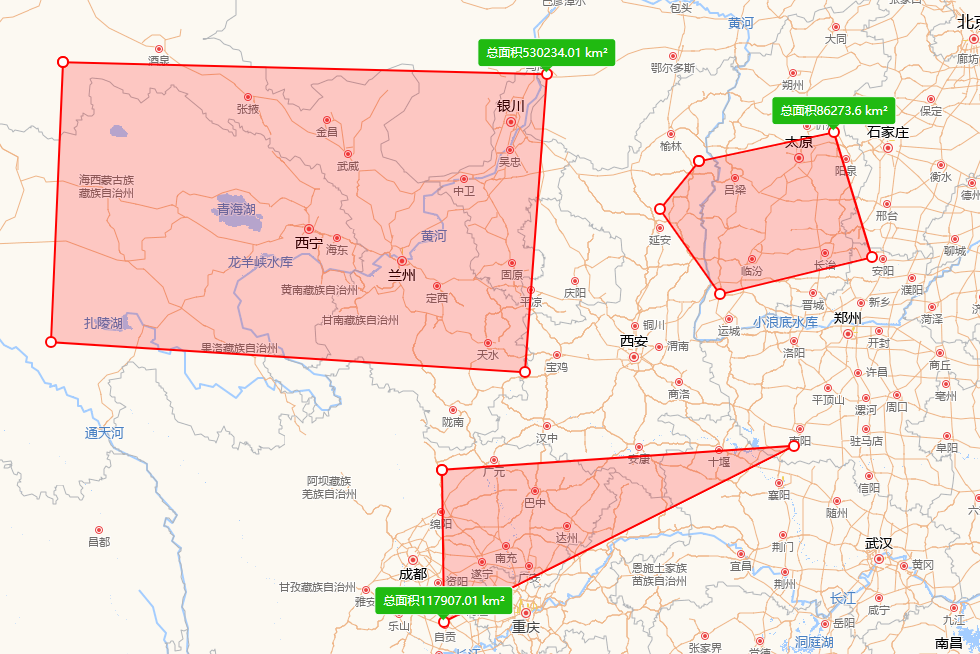 巴彦淖尔
包头
黄河
北京
大同
酒泉
总面积530234.01 km²
鄂尔多斯
廊坊
朔州
张掖
银川
总面积86273.6 km²
保定
金昌
太原
石家庄
榆林
武威
吴忠
阳泉
衡水
海西蒙古族
藏族自治州
中卫
吕梁
德州
青海湖
邢台
西宁
海东
黄河
延安
聊城
龙羊峡水库
兰州
固原
临汾
长治
安阳
黄南藏族自治州
定西
平凉
庆阳
晋城
新乡
濮阳
扎陵湖
甘南藏族自治州
铜川
运城
小浪底水库
郑州
菏泽
果洛藏族自治州
天水
西安
渭南
洛阳
开封
宝鸡
商丘
许昌
商洛
平顶山
漯河
周口
亳州
陇南
通天河
汉中
南阳
驻马店
阜阳
广元
安康
十堰
阿坝藏族
羌族自治州
巴中
襄阳
信阳
绵阳
随州
昌都
达州
南充
荆门
武汉
成都
遂宁
广安
恩施土家族
苗族自治州
宜昌
黄冈
甘孜藏族自治州
资阳
荆州
雅安
总面积117907.01 km²
长江
咸宁
乐山
自贡
重庆
岳阳
九江
长江
张家界
常德
洞庭湖
南昌